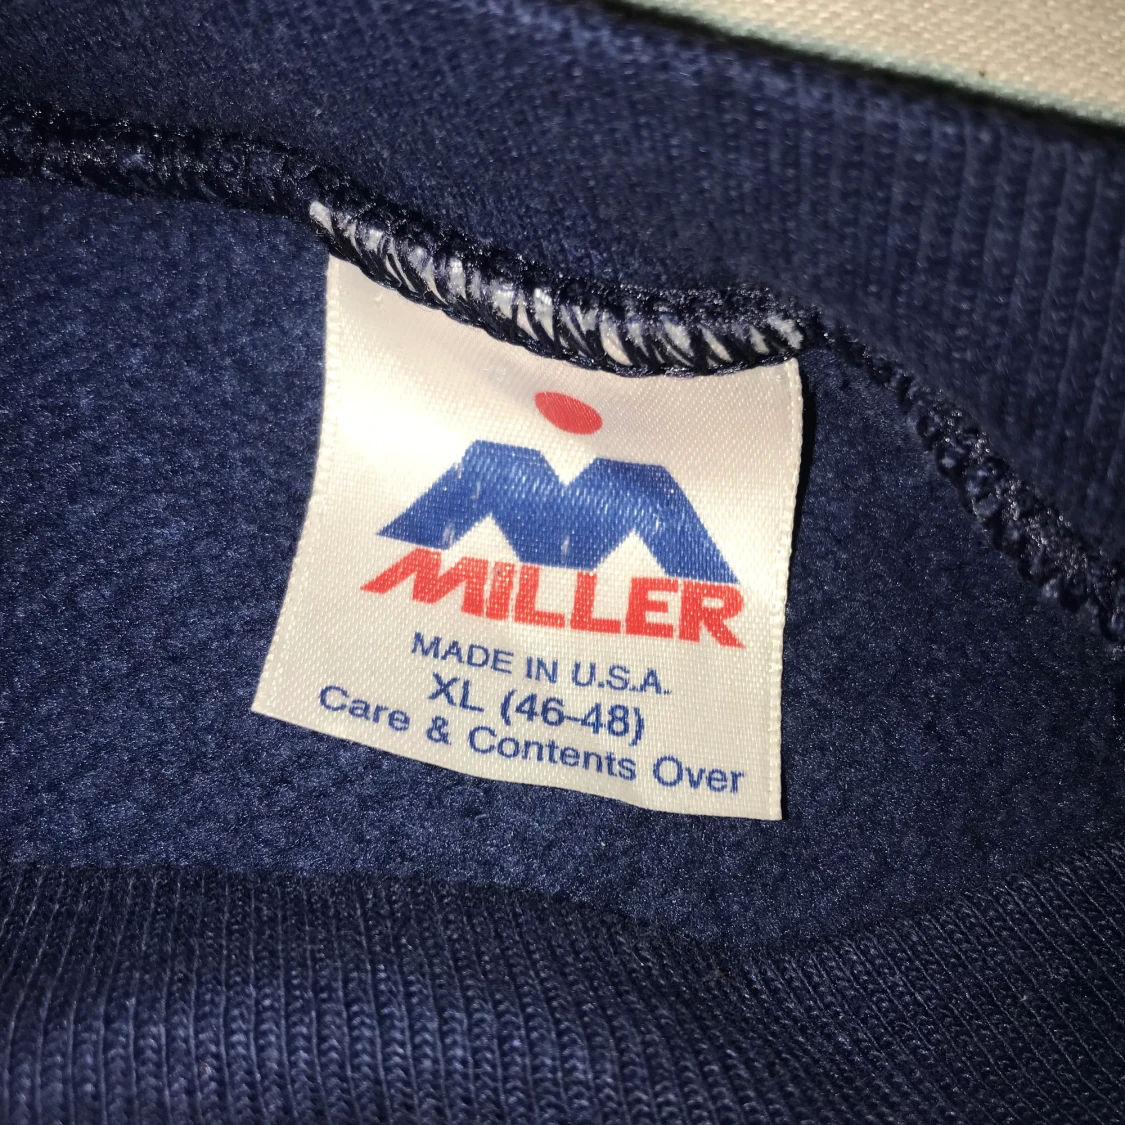 MILLER
MADE IN U.S.A.
XL (46-48)
Care & Contents Over